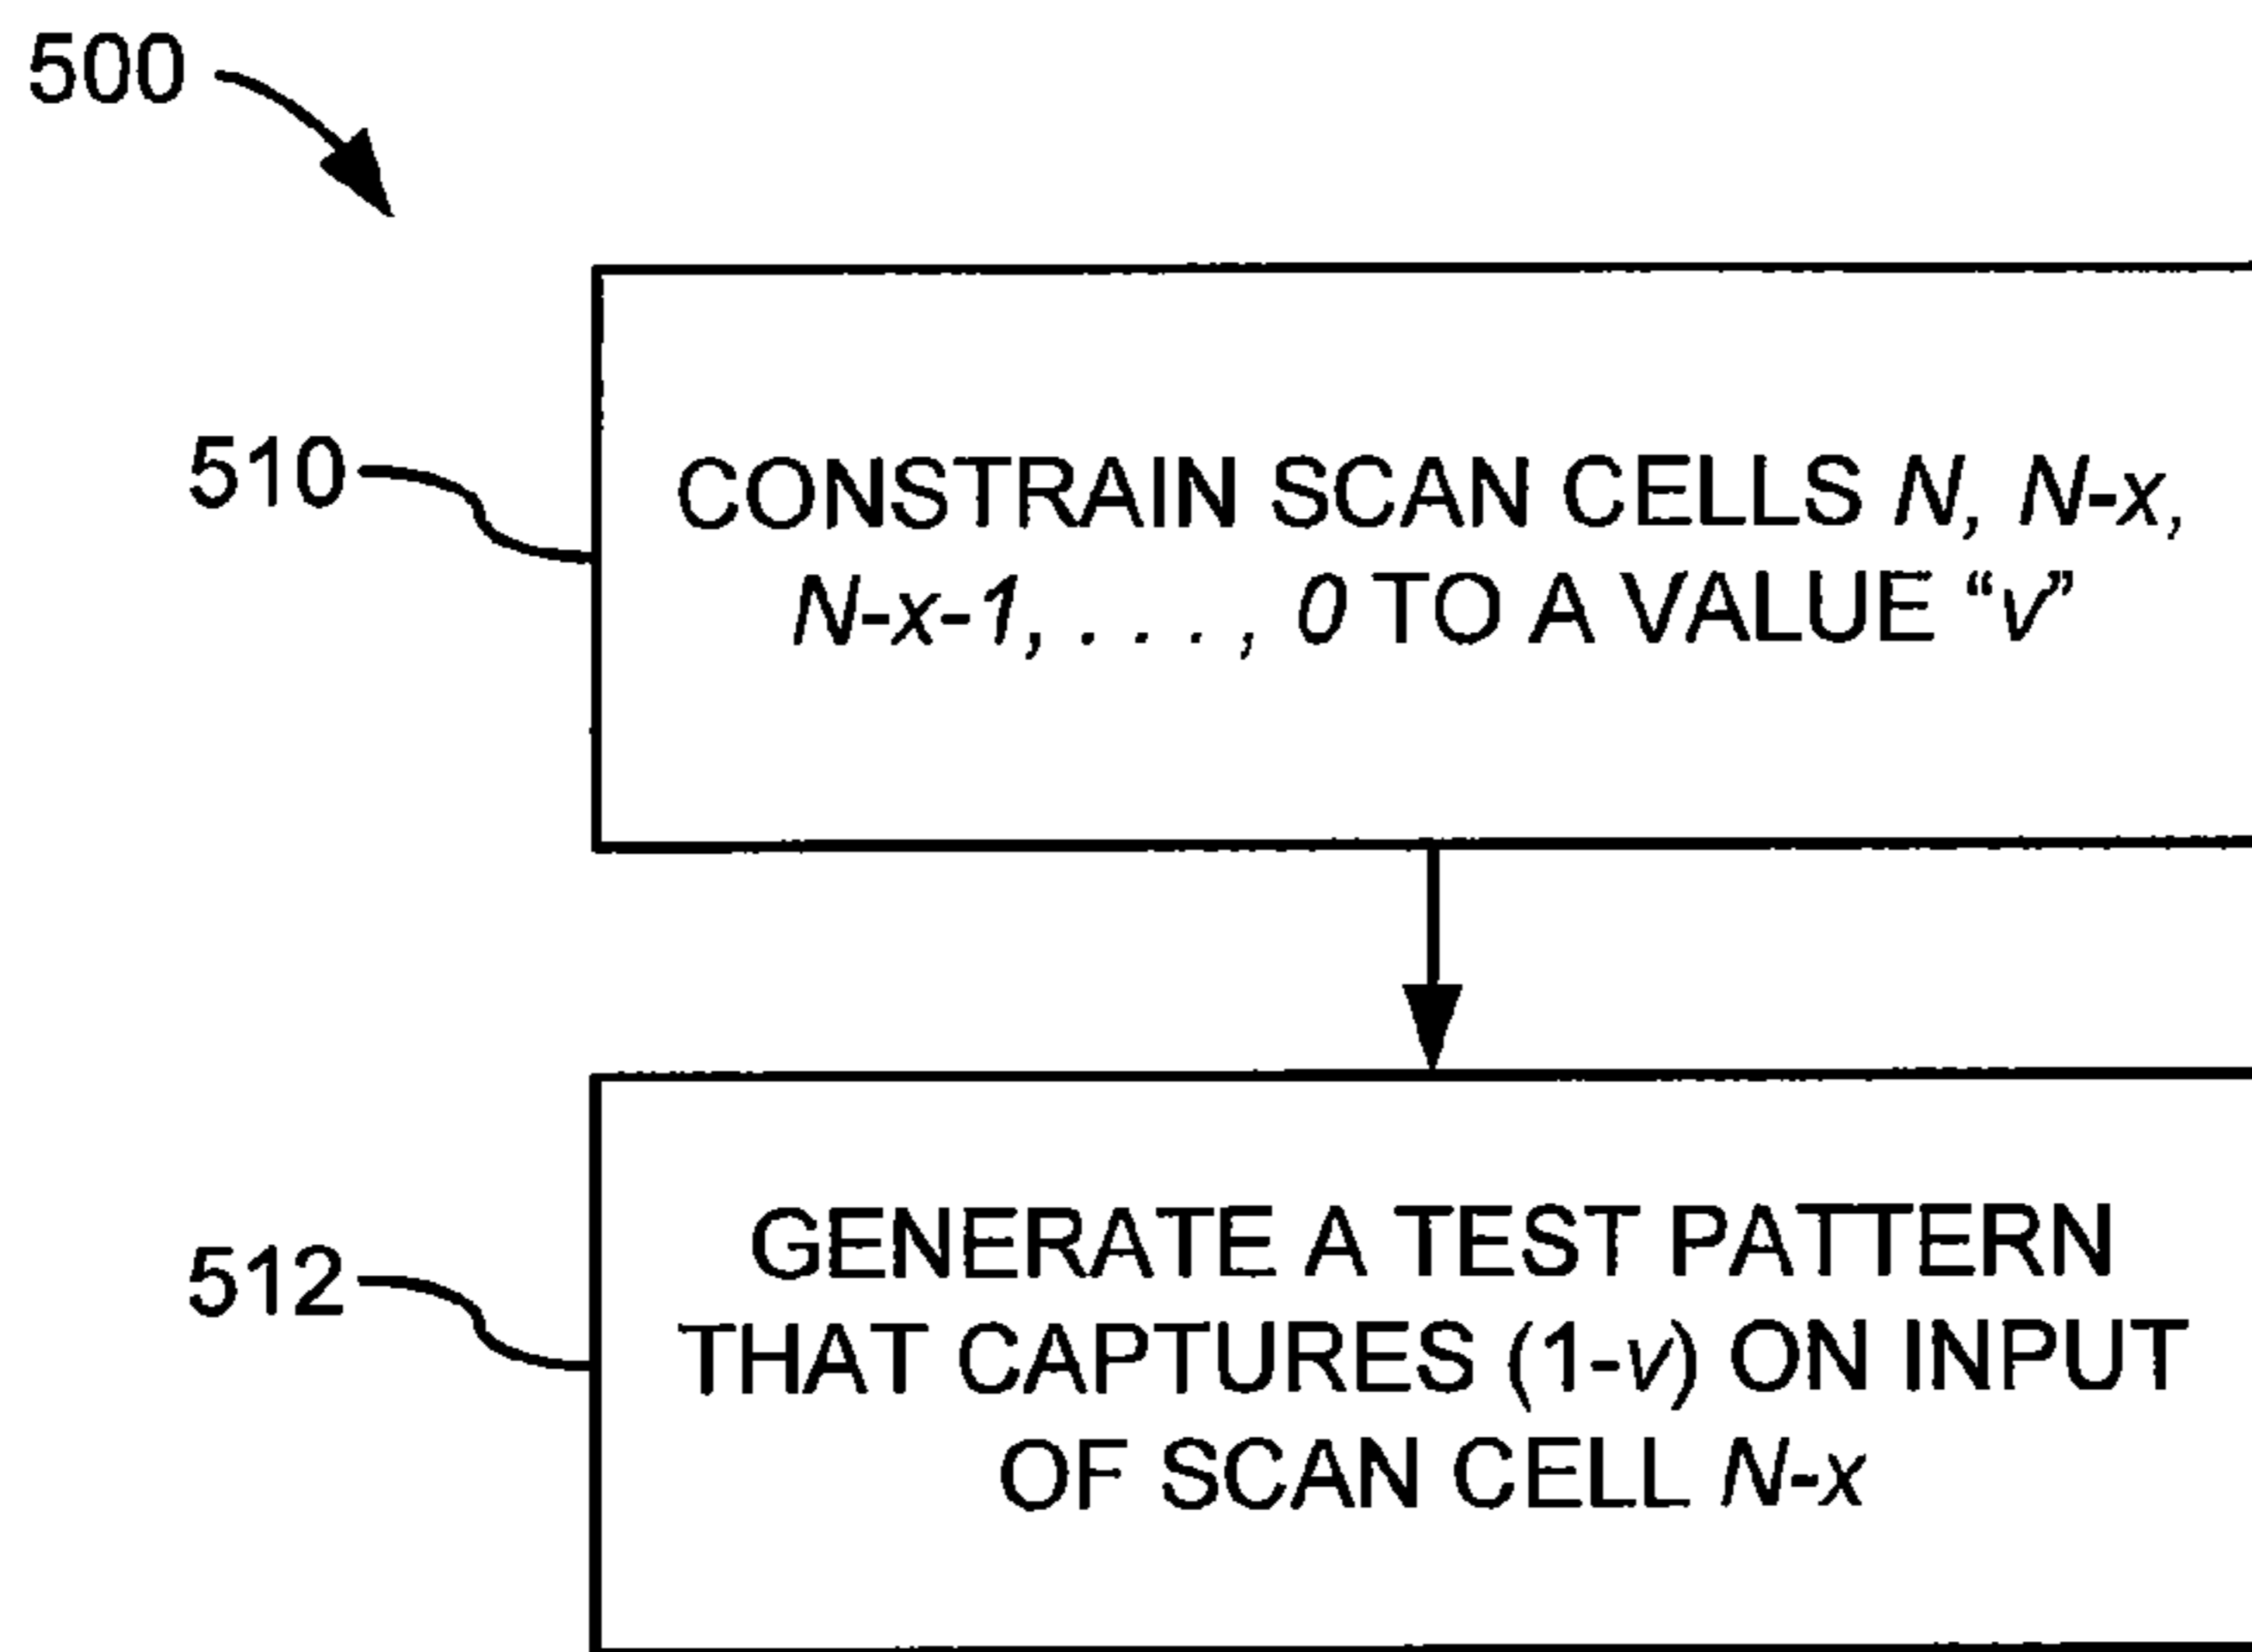 500
510
CONSTRAIN SCAN CELLS N, N-x,
N-x-1, . . . , 0 TO A VALUE “v”
512
GENERATE A TEST PATTERN
THAT CAPTURES (1-v) ON INPUT
OF SCAN CELL N-x